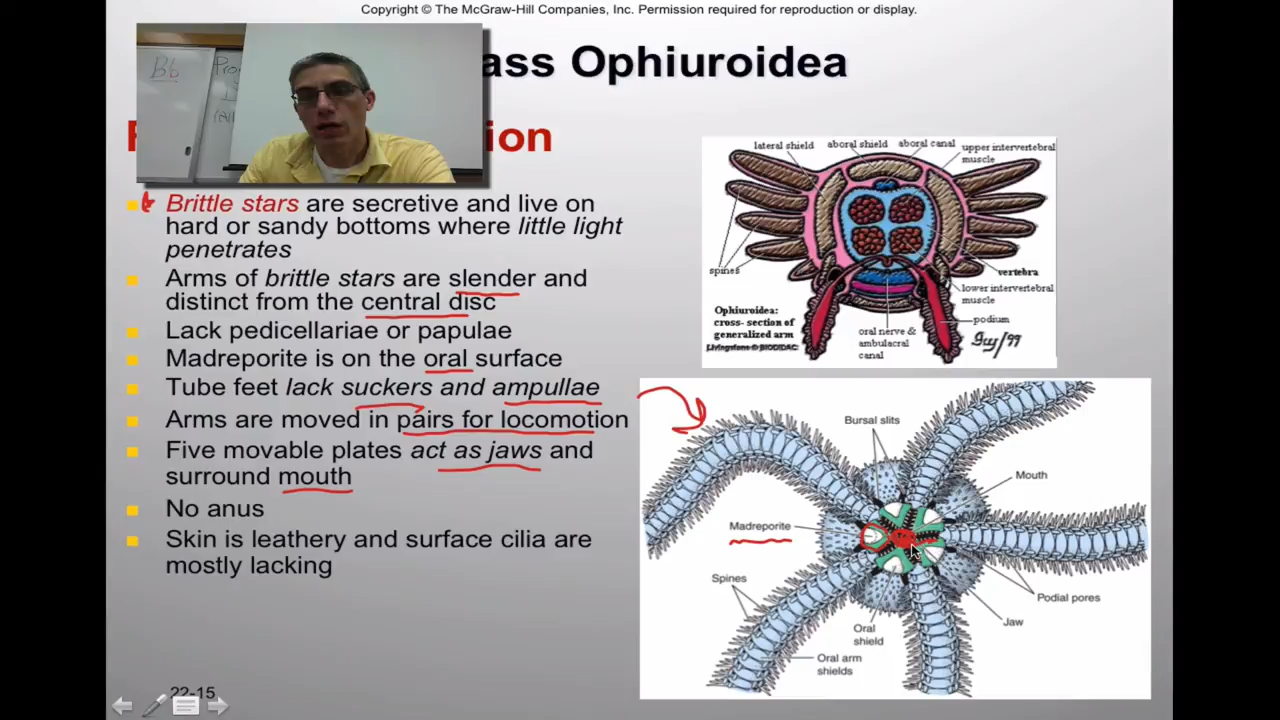 Copyright © The McGraw-Hill Companies, Inc. Permission required for reproduction or display.
ass Ophiuroidea
ion
Bb
Brittle stars are secretive and live on
hard or sandy bottoms where little light
penetrates
Arms of brittle stars are slender and
distinct from the central disc
Lack pedicellariae or papulae
Madreporite is on the oral surface
Tube feet lack suckers and ampullae
Arms are moved in pairs for locomotion
Five movable plates act as jaws and
surround mouth
No anus
Skin is leathery and surface cilia are
mostly lacking
22-15
lateral shield
aboral shield
aboral canal
upper intervertebral
muscle
spines
vertebra
lower intervertebral
muscle
podium
Ophiuroidea:
cross- section of
generalized arm
Livingstone © BIODIDAC
oral nerve &
ambulacral
canal
Guy/99
Bursal slits
Mouth
Madreporite
Spines
Podial pores
Jaw
Oral
shield
Oral arm
shields